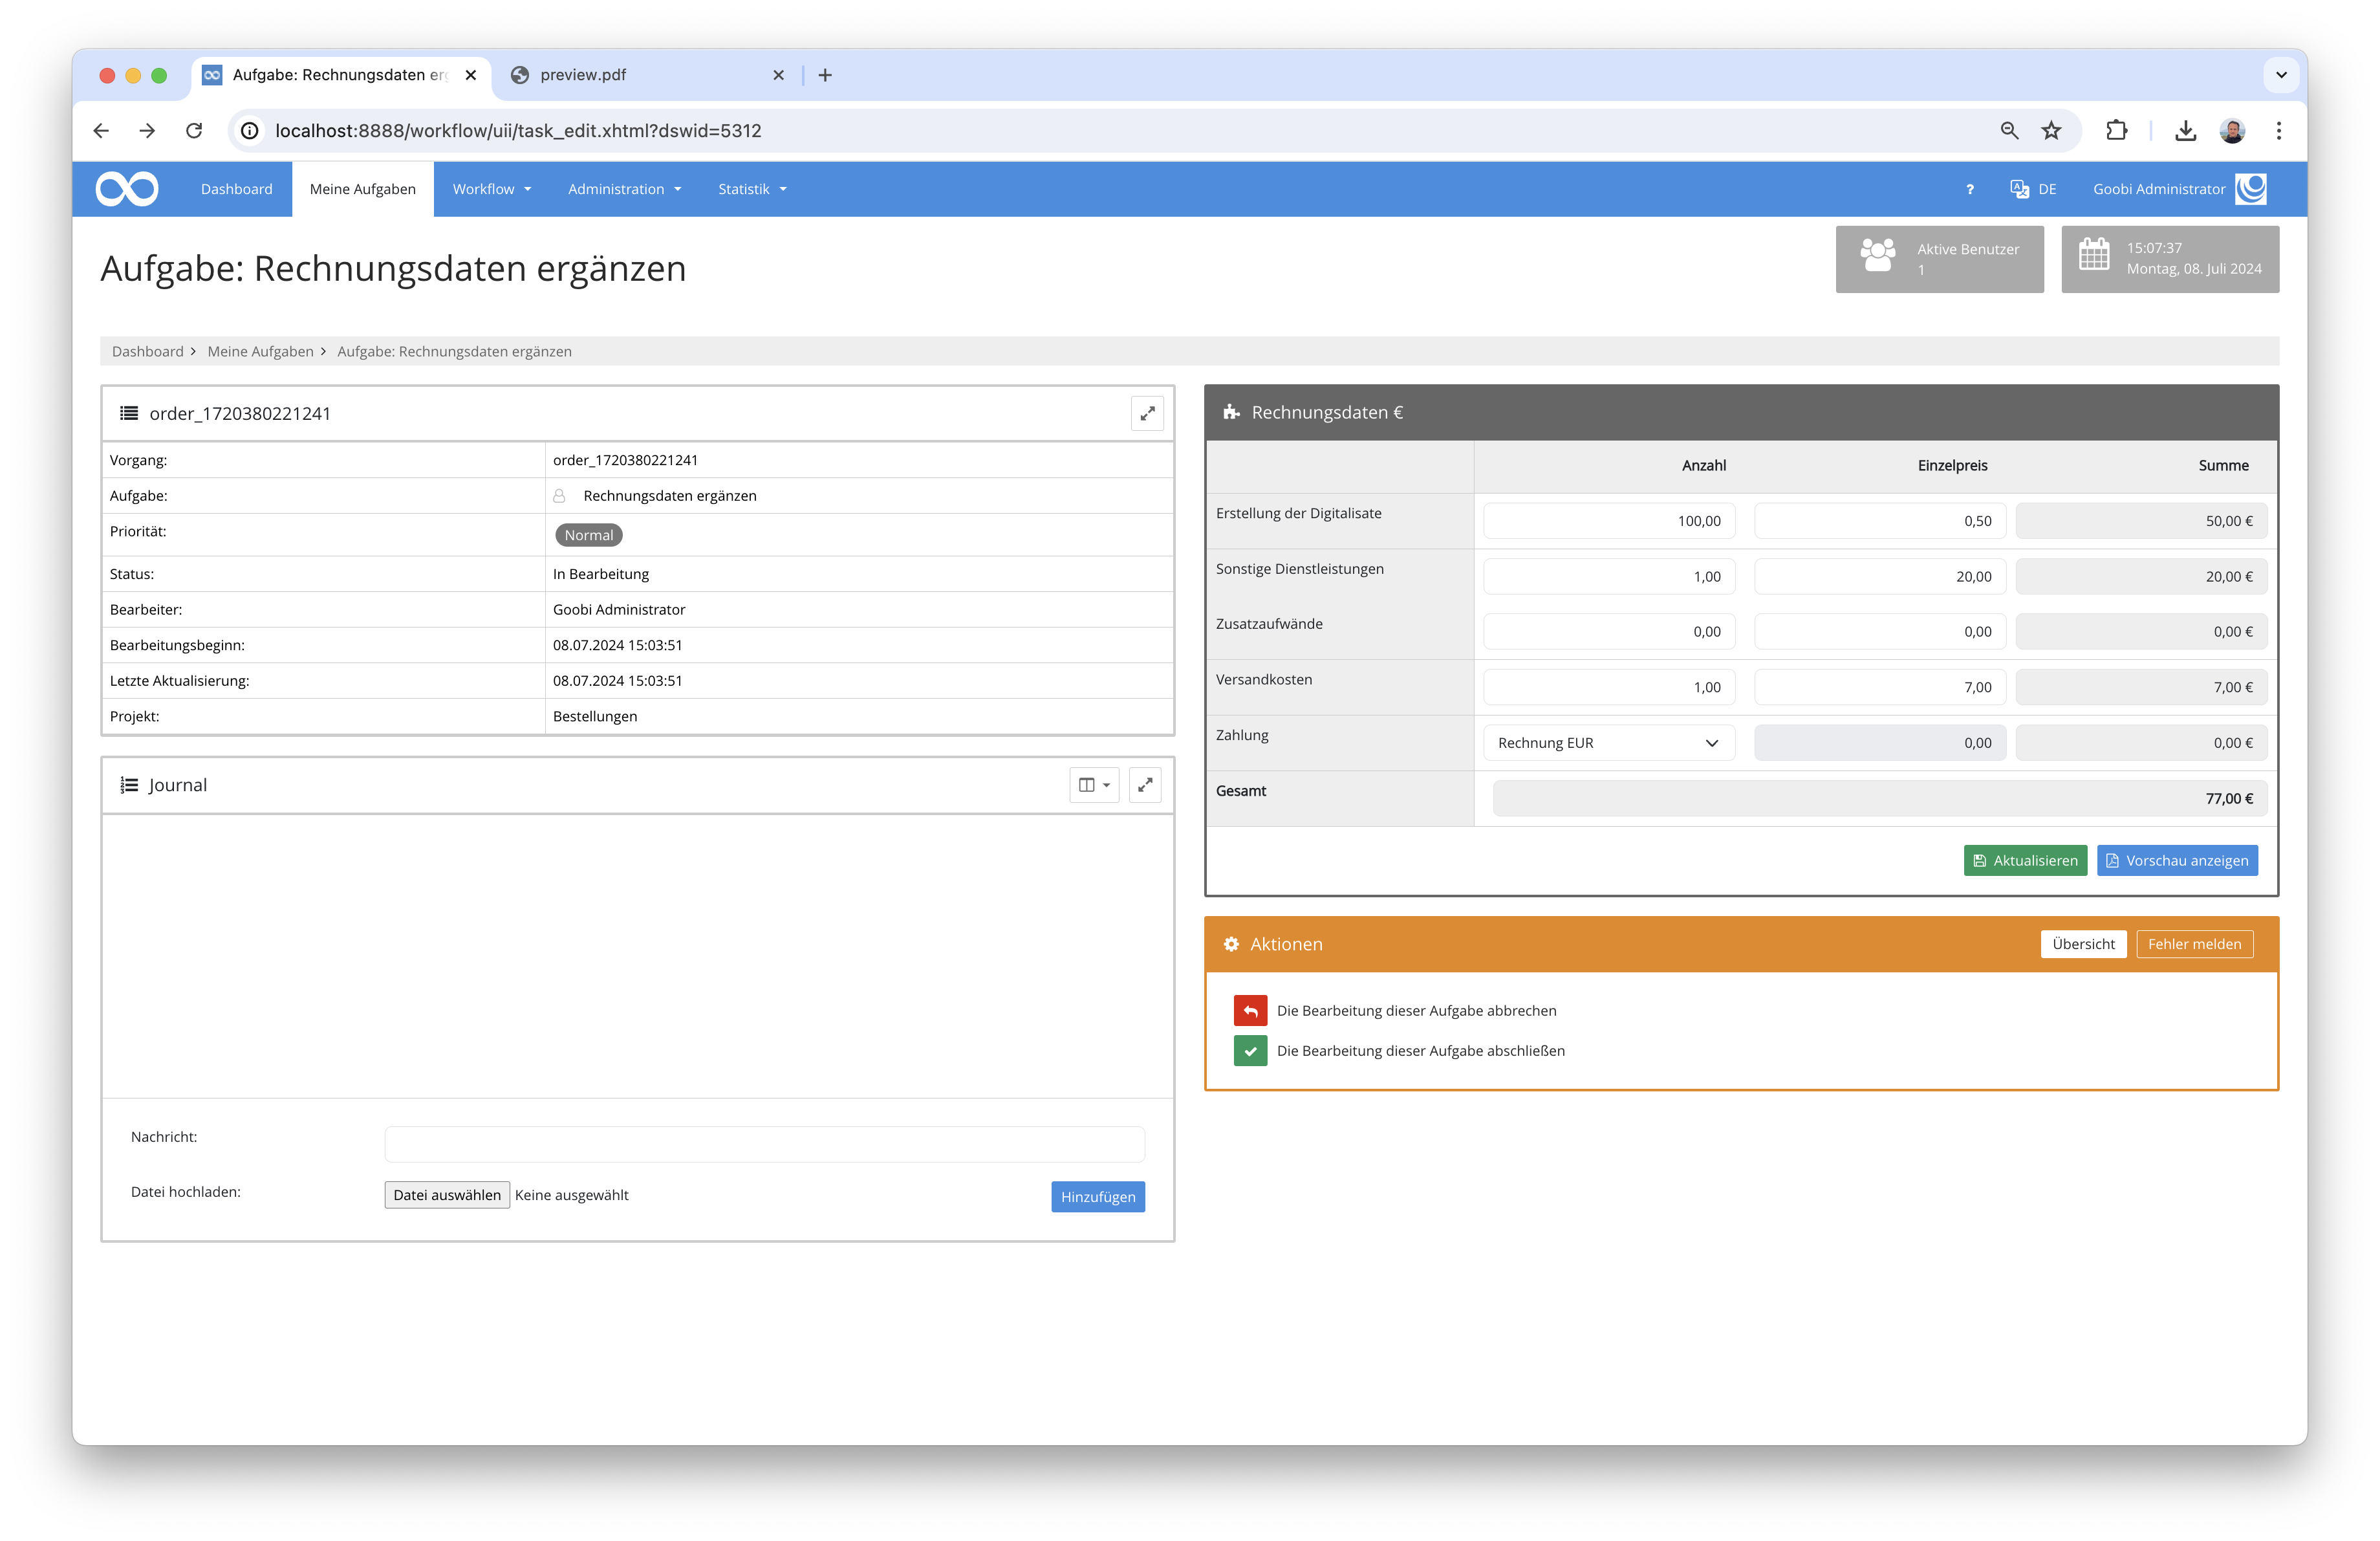 Aufgabe: Rechnungsdaten erg
preview.pdf
localhost:8888/workflow/uii/task_edit.xhtml?dswid=5312
Dashboard Meine Aufgaben Workflow Administration Statistik ? DE Goobi Administrator
Aufgabe: Rechnungsdaten ergänzen
Aktive Benutzer
1
15:07:37
Montag, 08. Juli 2024
Dashboard > Meine Aufgaben > Aufgabe: Rechnungsdaten ergänzen
order_1720380221241
Vorgang: order_1720380221241
Aufgabe: Rechnungsdaten ergänzen
Priorität: Normal
Status: In Bearbeitung
Bearbeiter: Goobi Administrator
Bearbeitungsbeginn: 08.07.2024 15:03:51
Letzte Aktualisierung: 08.07.2024 15:03:51
Projekt: Bestellungen
Journal
Nachricht:
Datei hochladen: Datei auswählen Keine ausgewählt Hinzufügen
Rechnungsdaten €
Anzahl Einzelpreis Summe
Erstellung der Digitalisate 100,00 0,50 50,00 €
Sonstige Dienstleistungen 1,00 20,00 20,00 €
Zusatzaufwände 0,00 0,00 0,00 €
Versandkosten 1,00 7,00 7,00 €
Zahlung Rechnung EUR 0,00 0,00 €
Gesamt 77,00 €
Aktualisieren Vorschau anzeigen
Aktionen Übersicht Fehler melden
Die Bearbeitung dieser Aufgabe abbrechen
Die Bearbeitung dieser Aufgabe abschließen